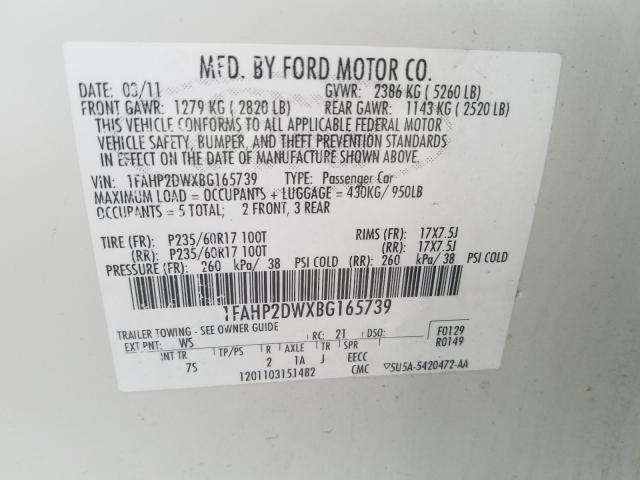 MFD. BY FORD MOTOR CO.
DATE: 03/11 GVWR: 2386 KG ( 5260 LB)
FRONT GAWR: 1279 KG ( 2820 LB) REAR GAWR: 1143 KG ( 2520 LB)
THIS VEHICLE CONFORMS TO ALL APPLICABLE FEDERAL MOTOR
VEHICLE SAFETY, BUMPER, AND THEFT PREVENTION STANDARDS
IN EFFECT ON THE DATE OF MANUFACTURE SHOWN ABOVE.
VIN: 1FAHP2DWXBG165739 TYPE: Passenger Car
MAXIMUM LOAD = OCCUPANTS + LUGGAGE = 430KG/ 950LB
OCCUPANTS = 5 TOTAL; 2 FRONT, 3 REAR
TIRE (FR): P235/60R17 100T RIMS (FR): 17X7.5J
(RR): P235/60R17 100T (RR): 17X7.5J
PRESSURE (FR): 260 kPa/ 38 PSI COLD (RR): 260 kPa/ 38 PSI COLD
1FAHP2DWXBG165739
TRAILER TOWING - SEE OWNER GUIDE F0129
EXT PNT: WS RC: 21 DSO: R0149
INT TR TP/PS R AXLE TR SPR
7S 2 1A J EECC
1201103151482 CMC ▽5U5A-5420472-AA